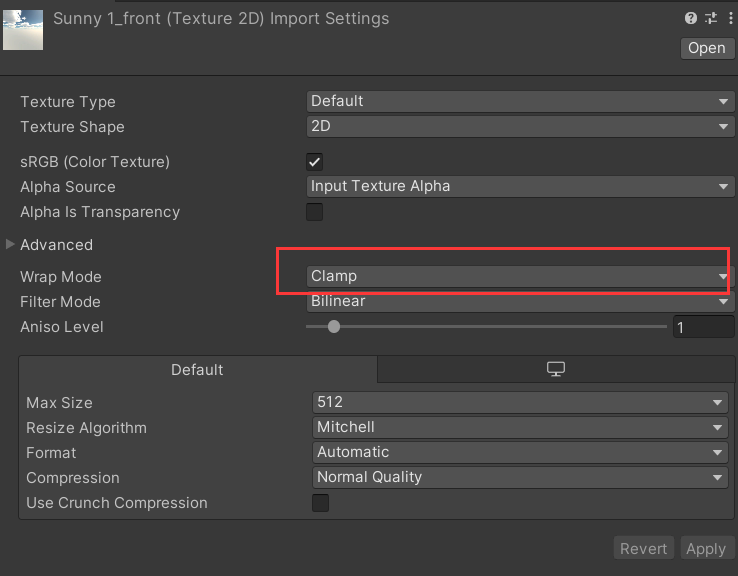 Sunny 1_front (Texture 2D) Import Settings
Open
Texture Type Default
Texture Shape 2D
sRGB (Color Texture)
Alpha Source Input Texture Alpha
Alpha Is Transparency
Advanced
Wrap Mode Clamp
Filter Mode Bilinear
Aniso Level 1
Default
Max Size 512
Resize Algorithm Mitchell
Format Automatic
Compression Normal Quality
Use Crunch Compression
Revert Apply